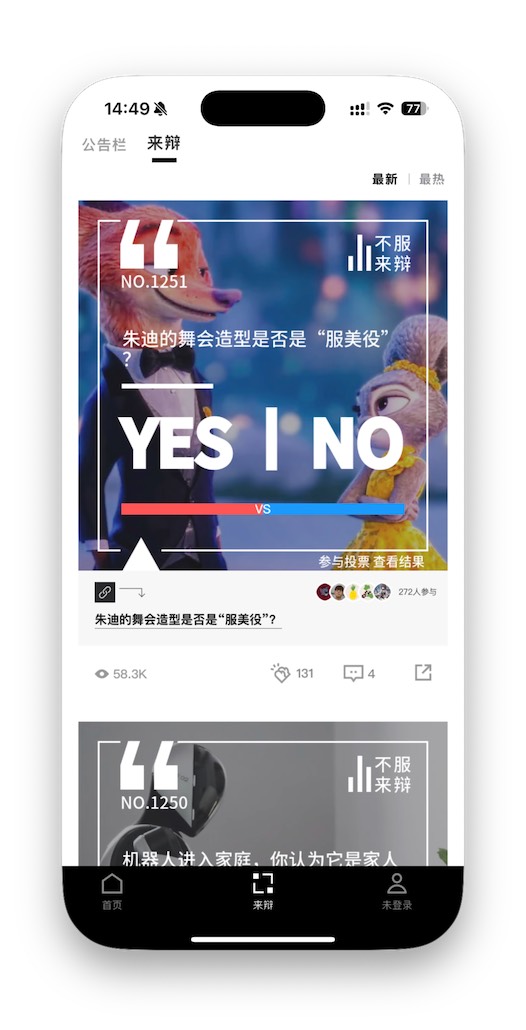 14:49
77
公告栏 来辩
最新 | 最热
NO.1251
不服
来辩
朱迪的舞会造型是否是“服美役”
?
YES | NO
VS
参与投票 查看结果
272人参与
朱迪的舞会造型是否是“服美役”?
58.3K
131
4
NO.1250
不服
来辩
机器人进入家庭，你认为它是家人
首页
来辩
未登录